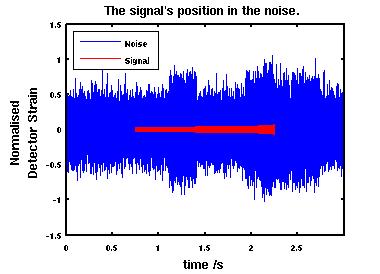 The signal's position in the noise.
Normalised
Detector Strain
1.5
1
0.5
0
-0.5
-1
-1.5
Noise
Signal
0 0.5 1 1.5 2 2.5
time /s